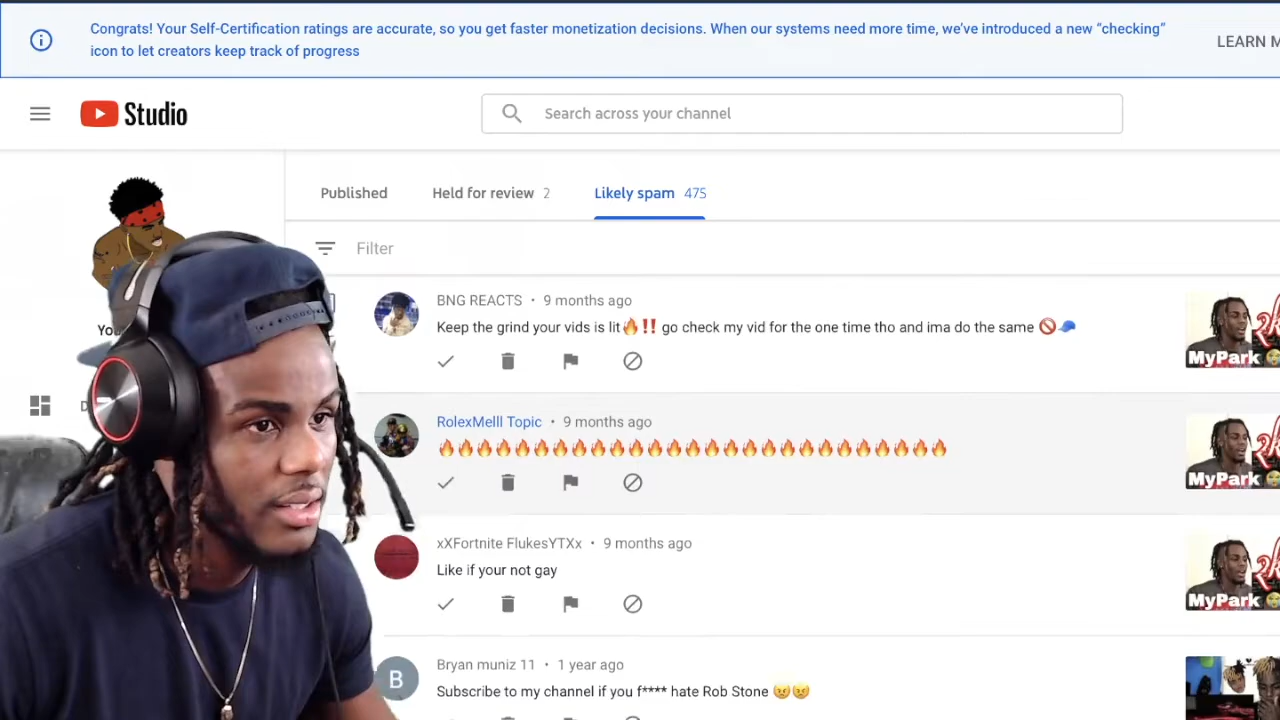 Congrats! Your Self-Certification ratings are accurate, so you get faster monetization decisions. When our systems need more time, we've introduced a new “checking”
icon to let creators keep track of progress
LEARN M
Studio
Search across your channel
Published
Held for review 2
Likely spam 475
Filter
BNG REACTS • 9 months ago
Keep the grind your vids is lit🔥‼️ go check my vid for the one time tho and ima do the same 🚫🧢
MyPark
You
RolexMelll Topic • 9 months ago
🔥🔥🔥🔥🔥🔥🔥🔥🔥🔥🔥🔥🔥🔥🔥🔥🔥🔥🔥🔥🔥🔥🔥🔥🔥🔥🔥
MyPark
D
xXFortnite FlukesYTXx • 9 months ago
Like if your not gay
MyPark
B
Bryan muniz 11 • 1 year ago
Subscribe to my channel if you f**** hate Rob Stone 😠😠